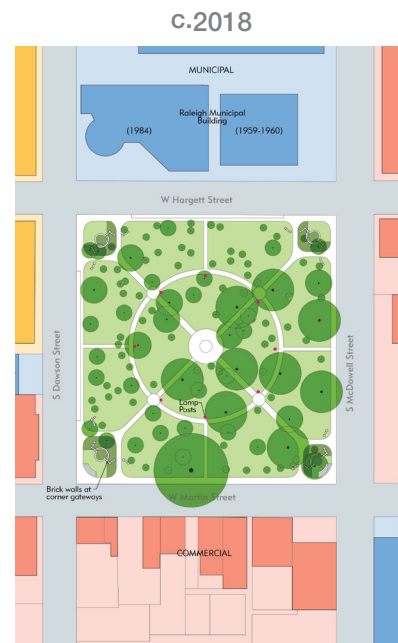 c.2018
MUNICIPAL
Raleigh Municipal
Building
(1984)
(1959-1960)
W Hargett Street
S Dawson Street
S McDowell Street
Lamp
Posts
Brick walls at
corner gateways
W Martin Street
COMMERCIAL